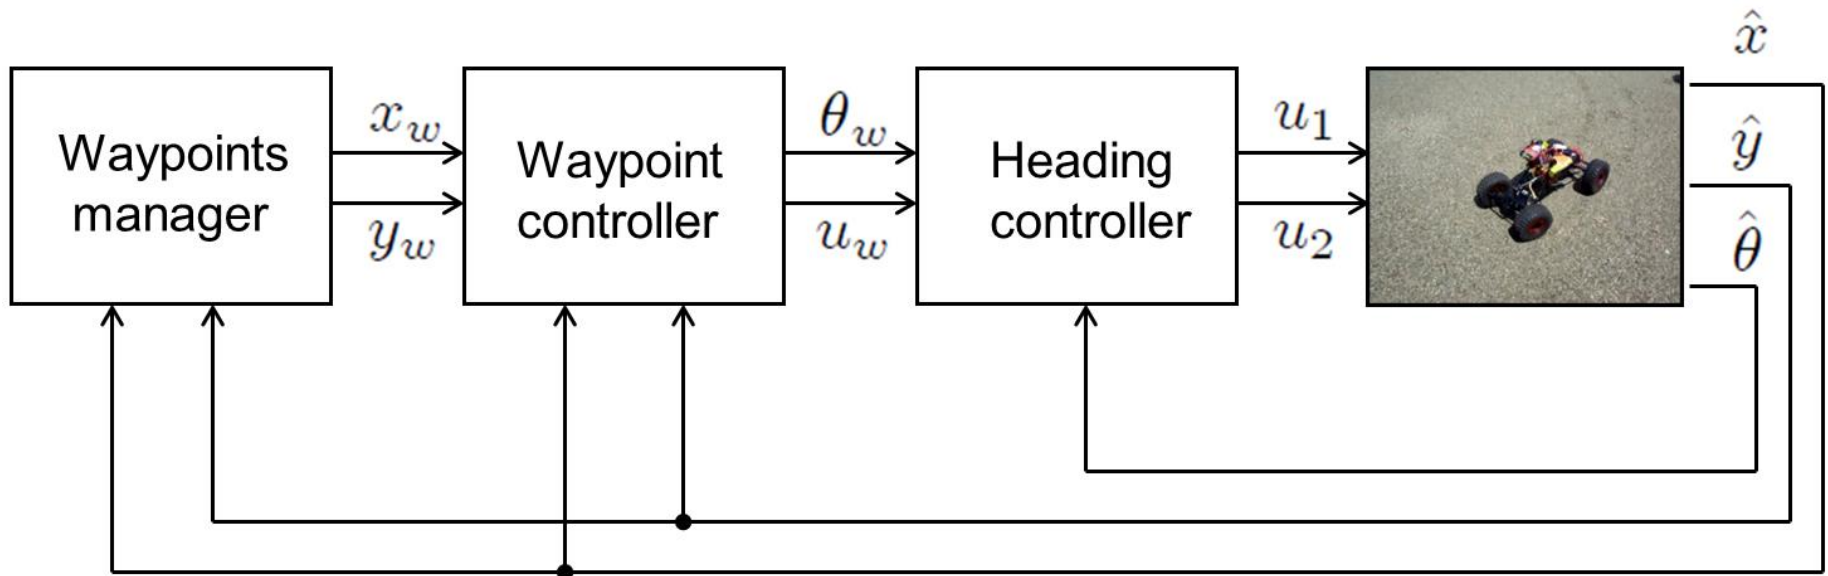 Waypoints
manager
x_w
y_w
Waypoint
controller
θ_w
u_w
Heading
controller
u_1
u_2
x̂
ŷ
θ̂